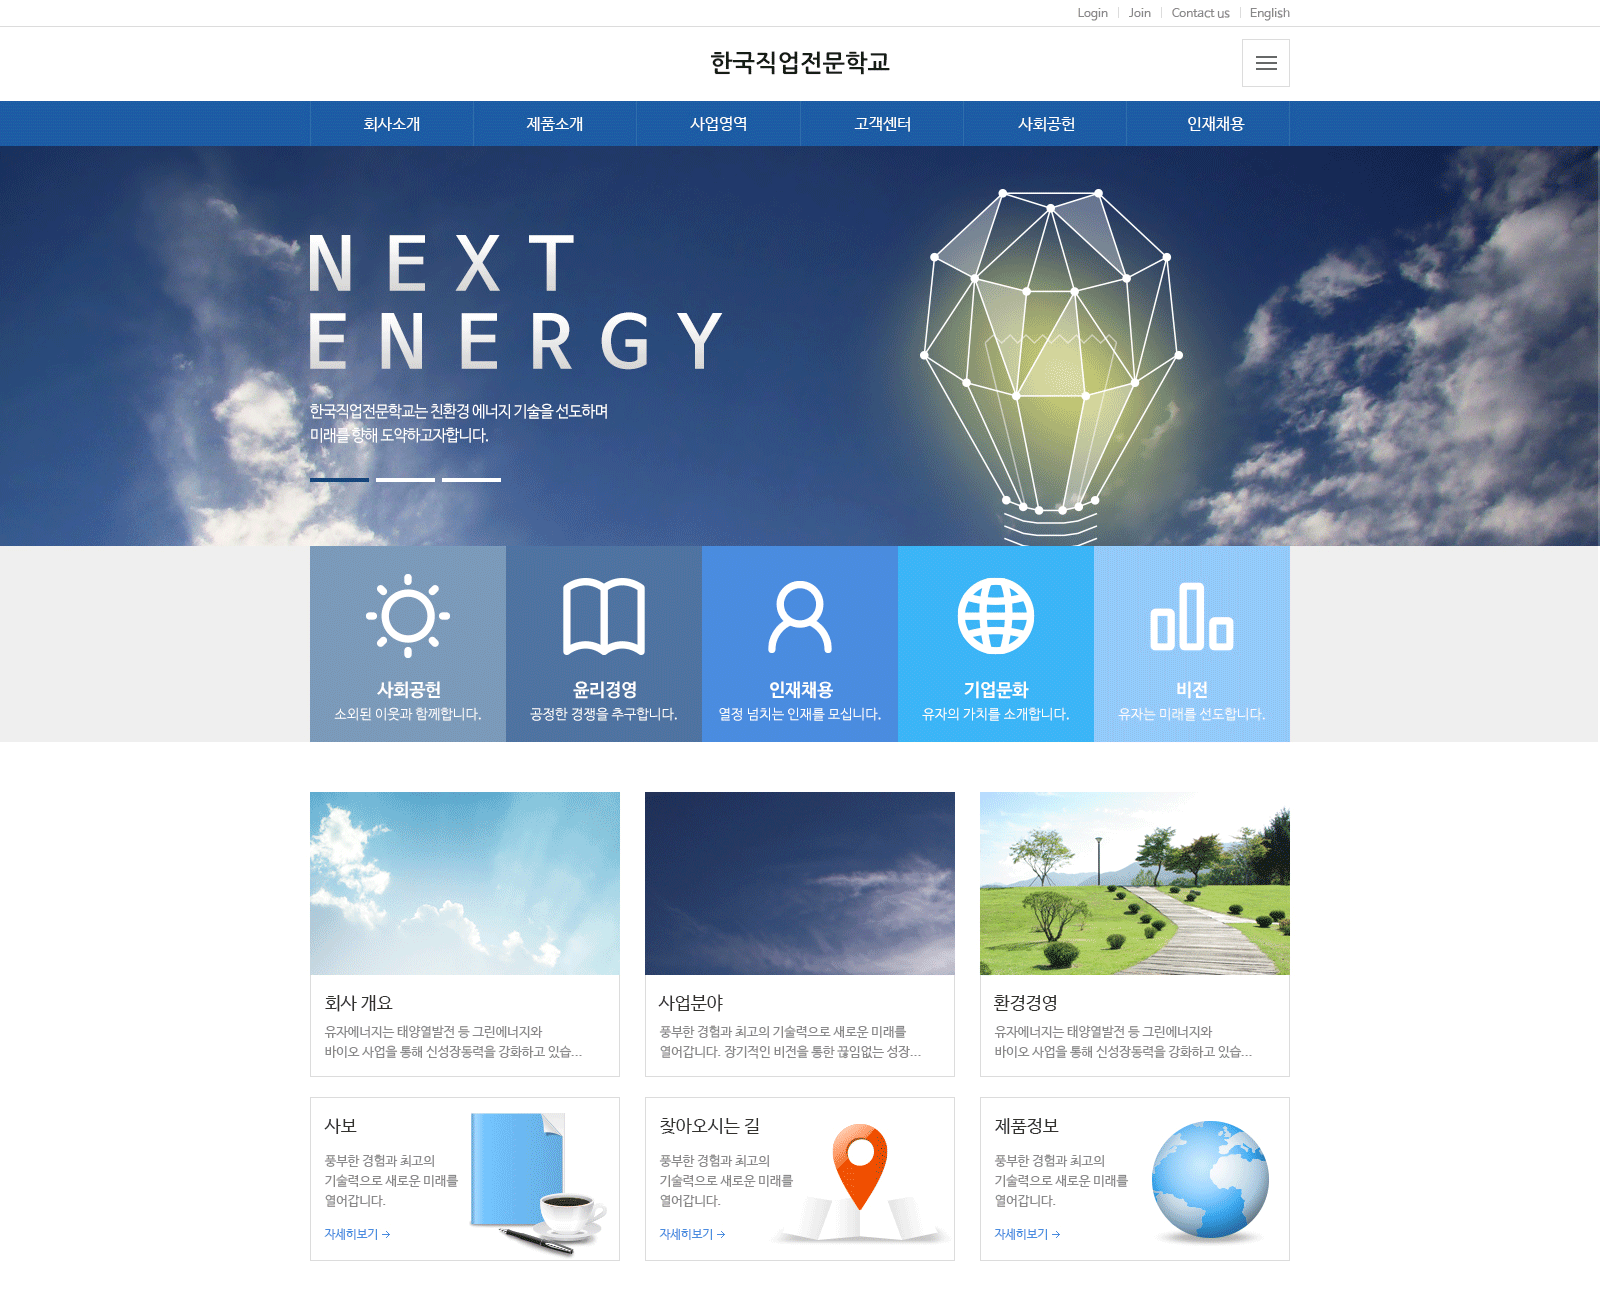 Login
Join
Contact us
English
한국직업전문학교
회사소개
제품소개
사업영역
고객센터
사회공헌
인재채용
NEXT
ENERGY
한국직업전문학교는 친환경 에너지 기술을 선도하며
미래를 향해 도약하고자합니다.
사회공헌
소외된 이웃과 함께합니다.
윤리경영
공정한 경쟁을 추구합니다.
인재채용
열정 넘치는 인재를 모십니다.
기업문화
유자의 가치를 소개합니다.
비전
유자는 미래를 선도합니다.
회사 개요
유자에너지는 태양열발전 등 그린에너지와
바이오 사업을 통해 신성장동력을 강화하고 있습...
사업분야
풍부한 경험과 최고의 기술력으로 새로운 미래를
열어갑니다. 장기적인 비전을 통한 끊임없는 성장...
환경경영
유자에너지는 태양열발전 등 그린에너지와
바이오 사업을 통해 신성장동력을 강화하고 있습...
사보
풍부한 경험과 최고의
기술력으로 새로운 미래를
열어갑니다.
자세히보기 →
찾아오시는 길
풍부한 경험과 최고의
기술력으로 새로운 미래를
열어갑니다.
자세히보기 →
제품정보
풍부한 경험과 최고의
기술력으로 새로운 미래를
열어갑니다.
자세히보기 →